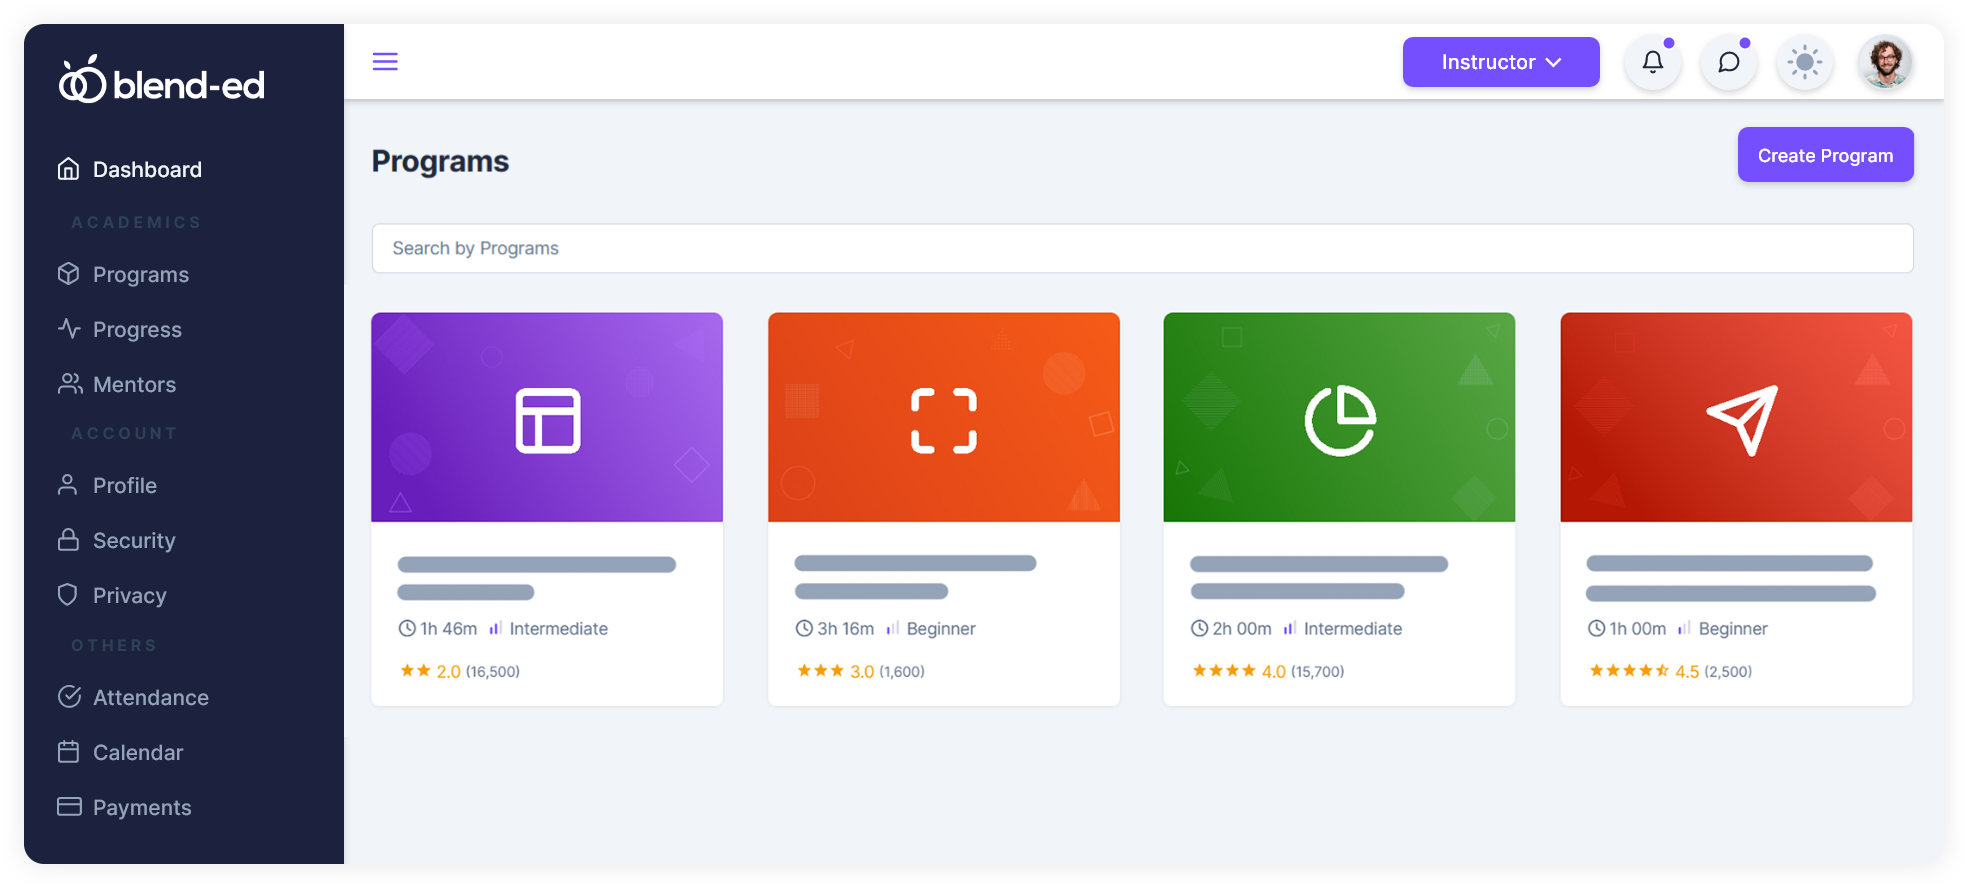 blend-ed
Instructor
Dashboard
ACADEMICS
Programs
Progress
Mentors
ACCOUNT
Profile
Security
Privacy
OTHERS
Attendance
Calendar
Payments
Programs
Create Program
Search by Programs
1h 46m Intermediate
2.0 (16,500)
3h 16m Beginner
3.0 (1,600)
2h 00m Intermediate
4.0 (15,700)
1h 00m Beginner
4.5 (2,500)